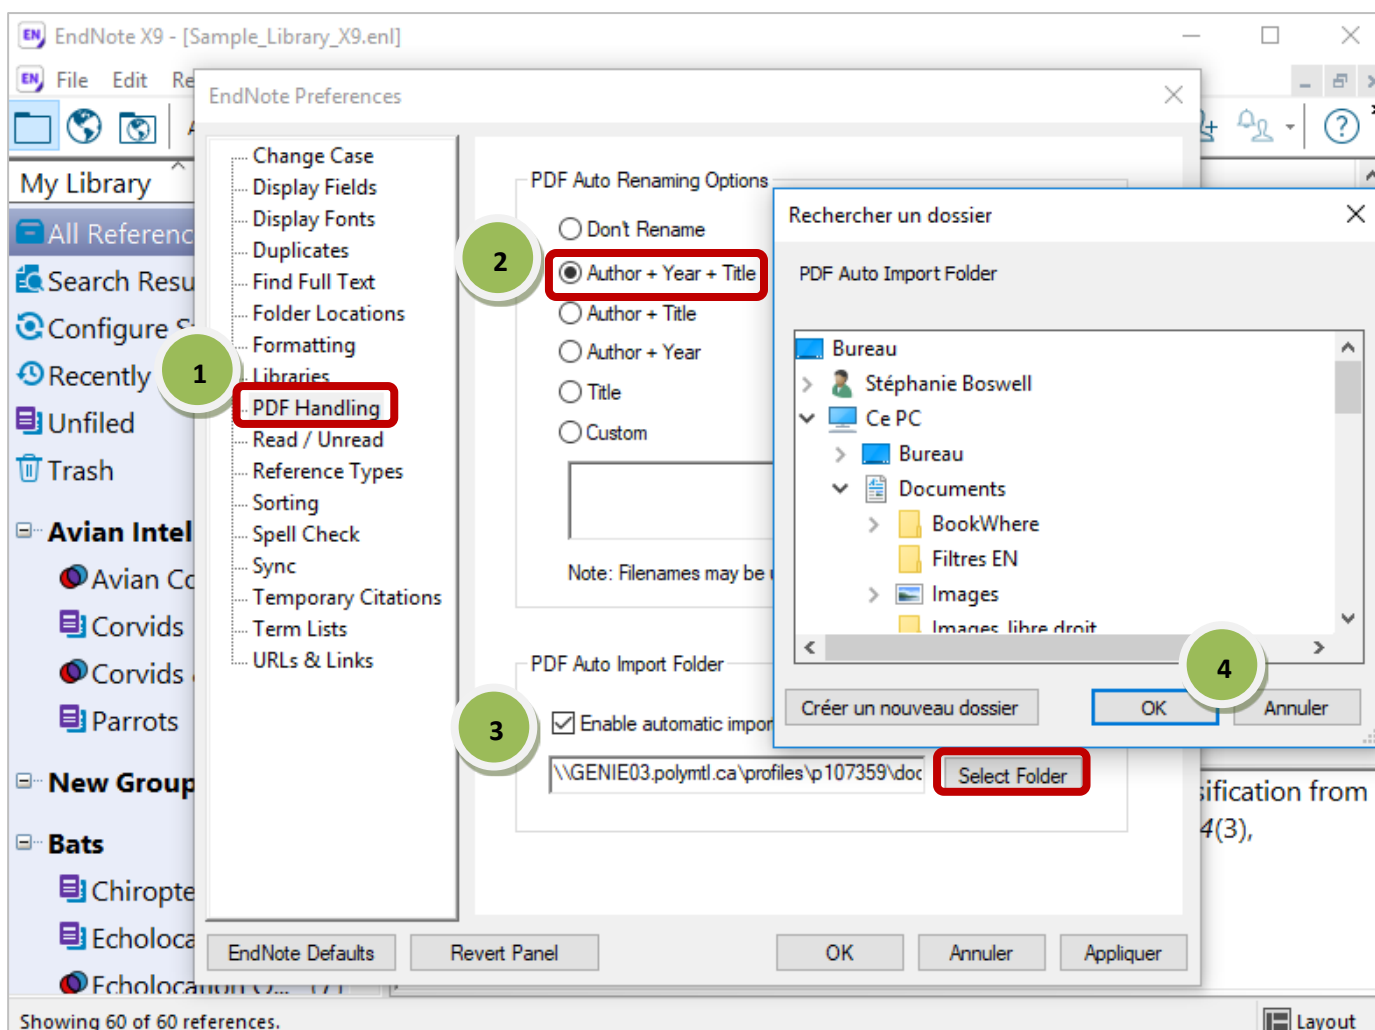 EndNote X9 - [Sample_Library_X9.enl]
File Edit Re
EndNote Preferences
My Library
All Referenc
Search Resu
Configure S
Recently
Unfiled
Trash
Avian Intel
Avian Co
Corvids
Corvids
Parrots
New Group
Bats
Chiropte
Echoloca
Echolocation O... (7)
Change Case
Display Fields
Display Fonts
Duplicates
Find Full Text
Folder Locations
Formatting
Libraries
1
PDF Handling
Read / Unread
Reference Types
Sorting
Spell Check
Sync
Temporary Citations
Term Lists
URLs & Links
PDF Auto Renaming Options
Don't Rename
2
Author + Year + Title
Author + Title
Author + Year
Title
Custom
Note: Filenames may be
PDF Auto Import Folder
3
Enable automatic impor
\\GENIE03.polymtl.ca\profiles\p107359\doc
Select Folder
Rechercher un dossier
PDF Auto Import Folder
Bureau
Stéphanie Boswell
Ce PC
Bureau
Documents
BookWhere
Filtres EN
Images
Images libre droit
4
Créer un nouveau dossier OK Annuler
sification from
4(3),
EndNote Defaults Revert Panel OK Annuler Appliquer
Showing 60 of 60 references.
Layout